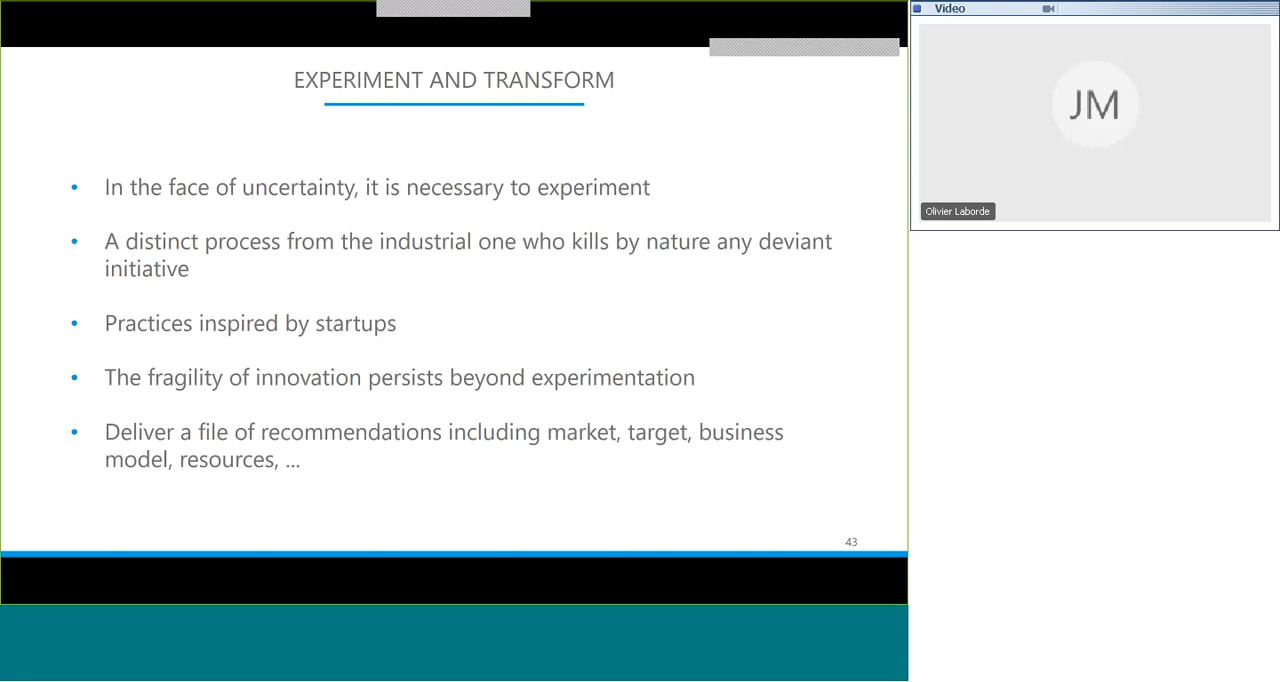 EXPERIMENT AND TRANSFORM
• In the face of uncertainty, it is necessary to experiment
• A distinct process from the industrial one who kills by nature any deviant
initiative
• Practices inspired by startups
• The fragility of innovation persists beyond experimentation
• Deliver a file of recommendations including market, target, business
model, resources, ...
43
Video
JM
Olivier Laborde